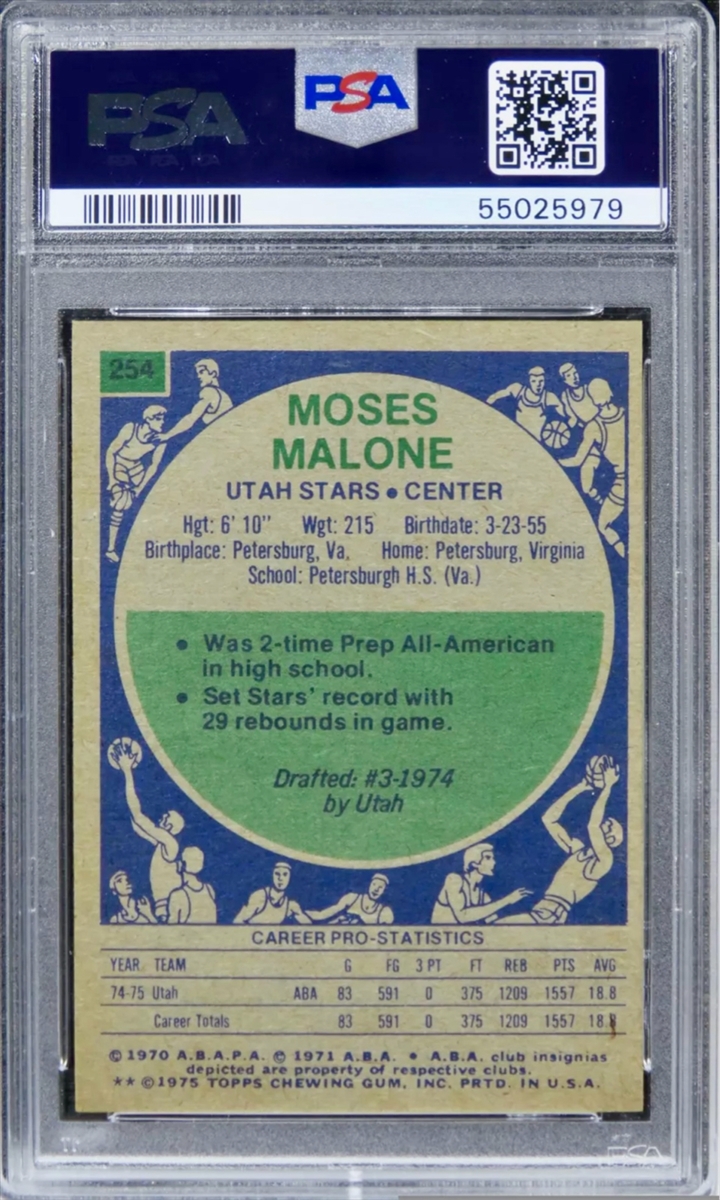 PSA
PSA
55025979
254
MOSES
MALONE
UTAH STARS • CENTER
Hgt: 6' 10" Wgt: 215 Birthdate: 3-23-55
Birthplace: Petersburg, Va. Home: Petersburg, Virginia
School: Petersburgh H.S. (Va.)
• Was 2-time Prep All-American
in high school.
• Set Stars' record with
29 rebounds in game.
Drafted: #3-1974
by Utah
CAREER PRO-STATISTICS
YEAR TEAM G FG 3 PT FT REB PTS AVG
74-75 Utah ABA 83 591 0 375 1209 1557 18.8
Career Totals 83 591 0 375 1209 1557 18.8
© 1970 A.B.A.P.A. © 1971 A.B.A. • A.B.A. club insignias
depicted are property of respective clubs.
** © 1975 TOPPS CHEWING GUM, INC. PRTD. IN U.S.A.
PSA